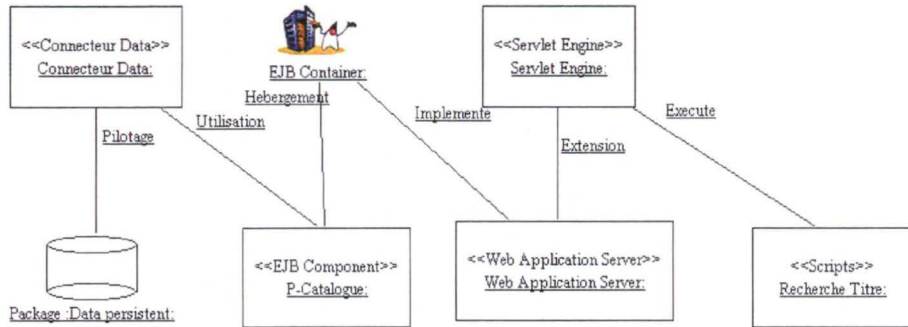 <<Connecteur Data>>
Connecteur Data:
EJB Container:
<<Servlet Engine>>
Servlet Engine:
Hebergement
Utilisation
Pilotage
Implemente
Extension
Execute
Package :Data persistent:
<<EJB Component>>
P-Catalogue:
<<Web Application Server>>
Web Application Server:
<<Scripts>>
Recherche Titre: